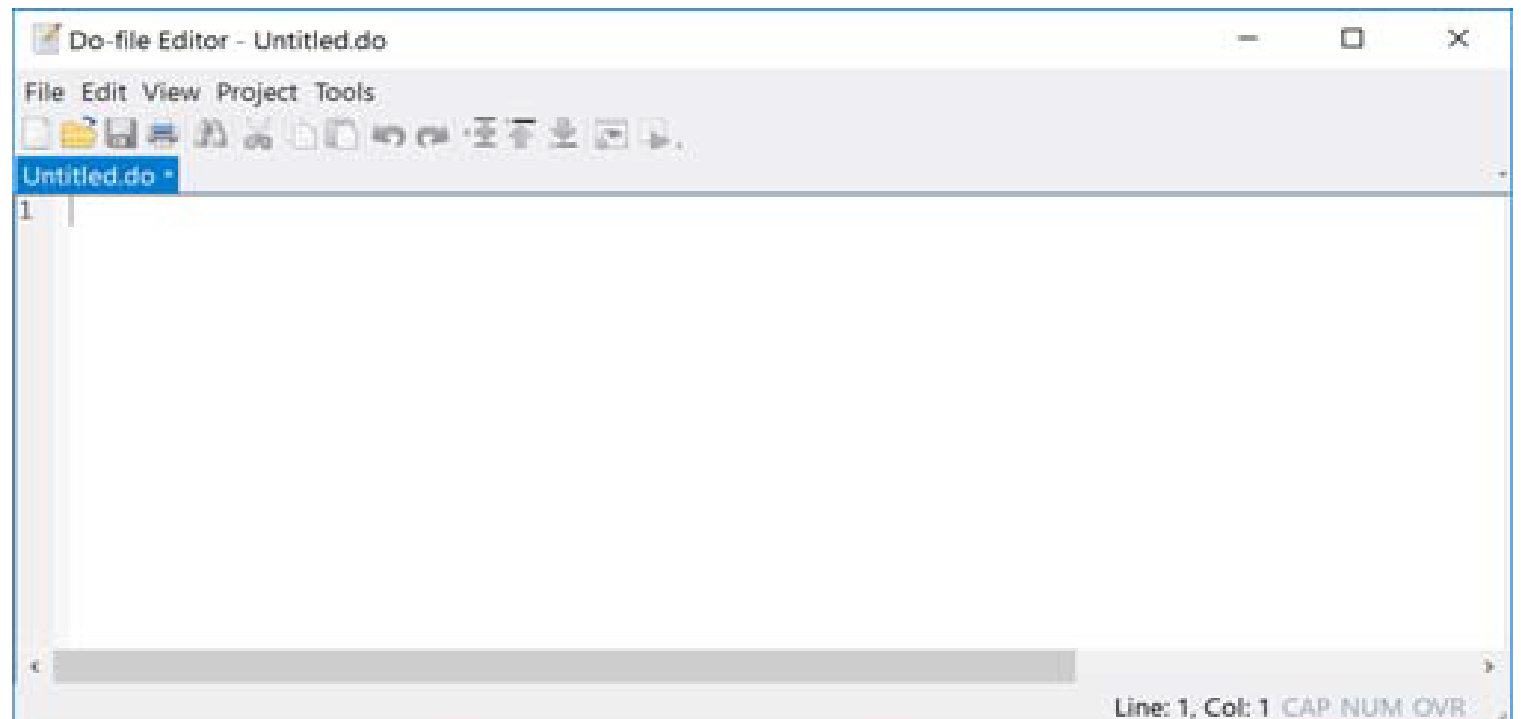 Do-file Editor - Untitled.do
File Edit View Project Tools
Untitled.do
1
Line: 1, Col: 1 CAP NUM OVR